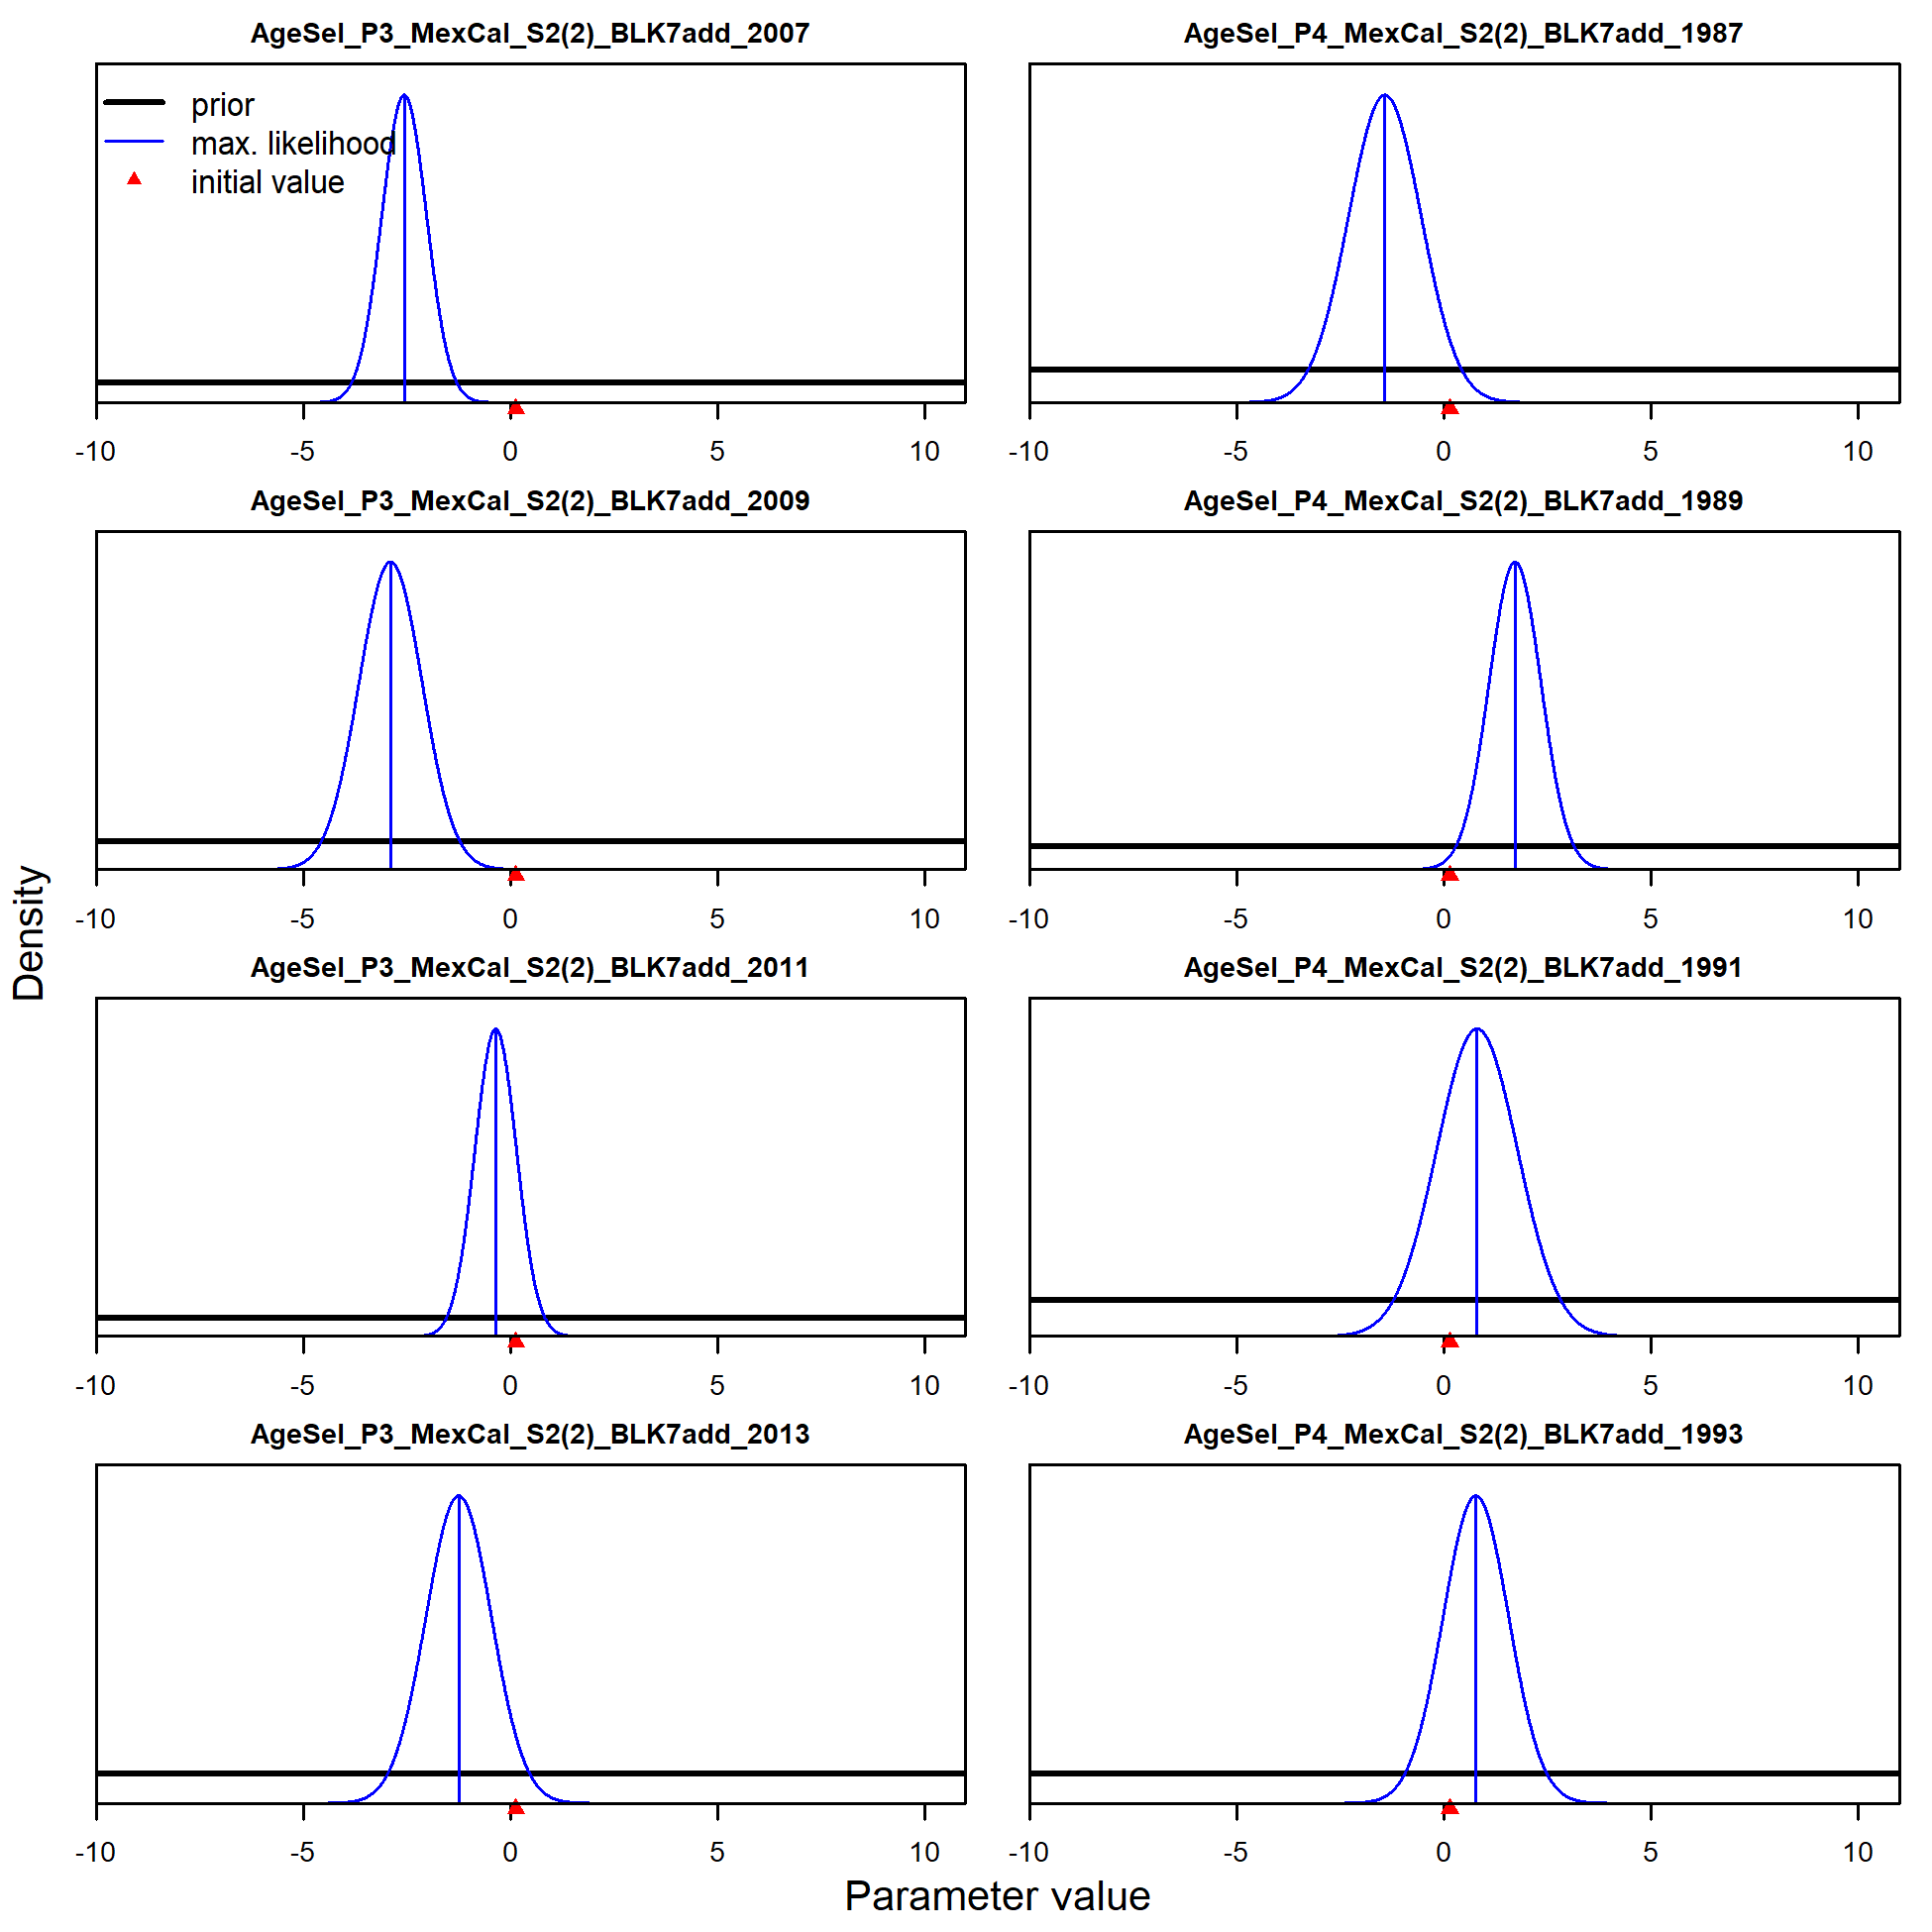 AgeSel_P3_MexCal_S2(2)_BLK7add_2007
prior
max. likelihood
initial value
-10 -5 0 5 10
AgeSel_P4_MexCal_S2(2)_BLK7add_1987
-10 -5 0 5 10
AgeSel_P3_MexCal_S2(2)_BLK7add_2009
-10 -5 0 5 10
AgeSel_P4_MexCal_S2(2)_BLK7add_1989
-10 -5 0 5 10
AgeSel_P3_MexCal_S2(2)_BLK7add_2011
-10 -5 0 5 10
AgeSel_P4_MexCal_S2(2)_BLK7add_1991
-10 -5 0 5 10
AgeSel_P3_MexCal_S2(2)_BLK7add_2013
-10 -5 0 5 10
AgeSel_P4_MexCal_S2(2)_BLK7add_1993
-10 -5 0 5 10
Density
Parameter value